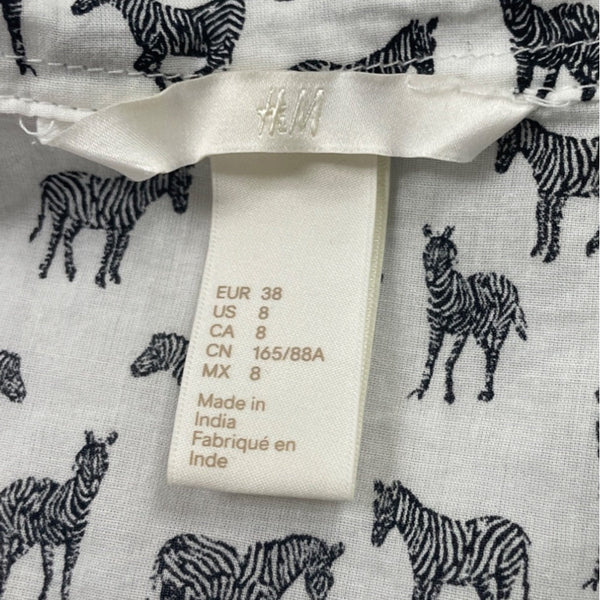 H&M
EUR 38
US 8
CA 8
CN 165/88A
MX 8
Made in
India
Fabriqué en
Inde